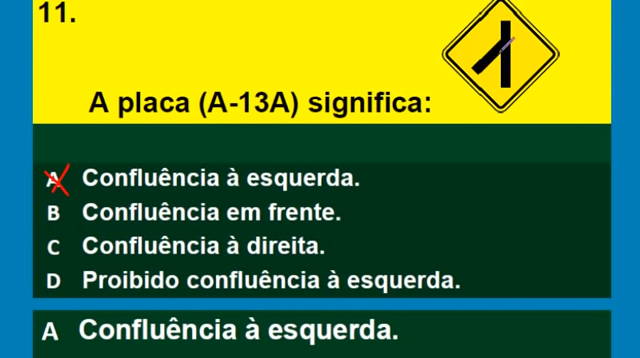 11.
A placa (A-13A) significa:
A Confluência à esquerda.
B Confluência em frente.
C Confluência à direita.
D Proibido confluência à esquerda.
A Confluência à esquerda.